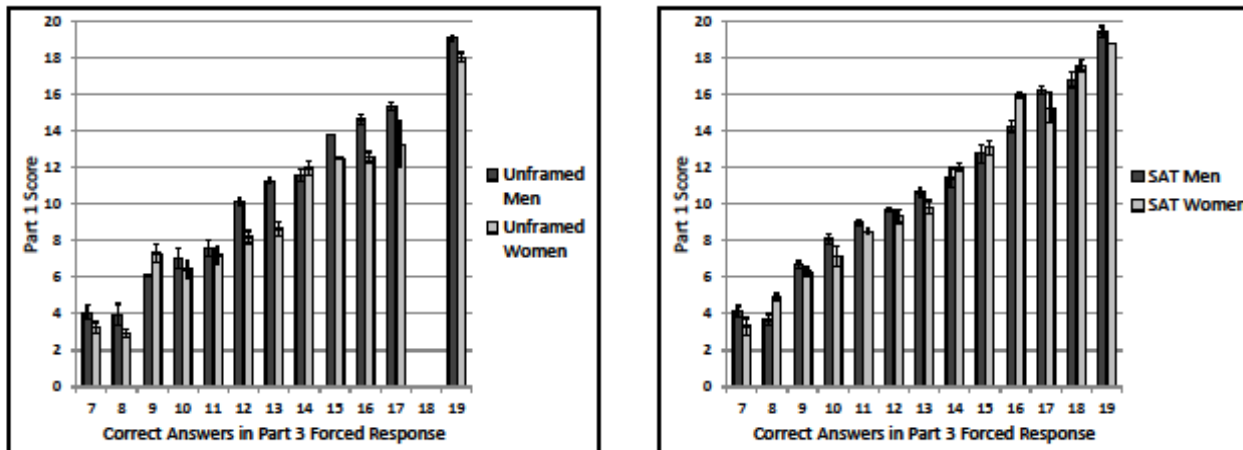 20
18
16
14
12
10
8
6
4
2
0
Part 1 Score
7 8 9 10 11 12 13 14 15 16 17 18 19
Correct Answers in Part 3 Forced Response
Unframed
Men
Unframed
Women
20
18
16
14
12
10
8
6
4
2
0
Part 1 Score
7 8 9 10 11 12 13 14 15 16 17 18 19
Correct Answers in Part 3 Forced Response
SAT Men
SAT Women